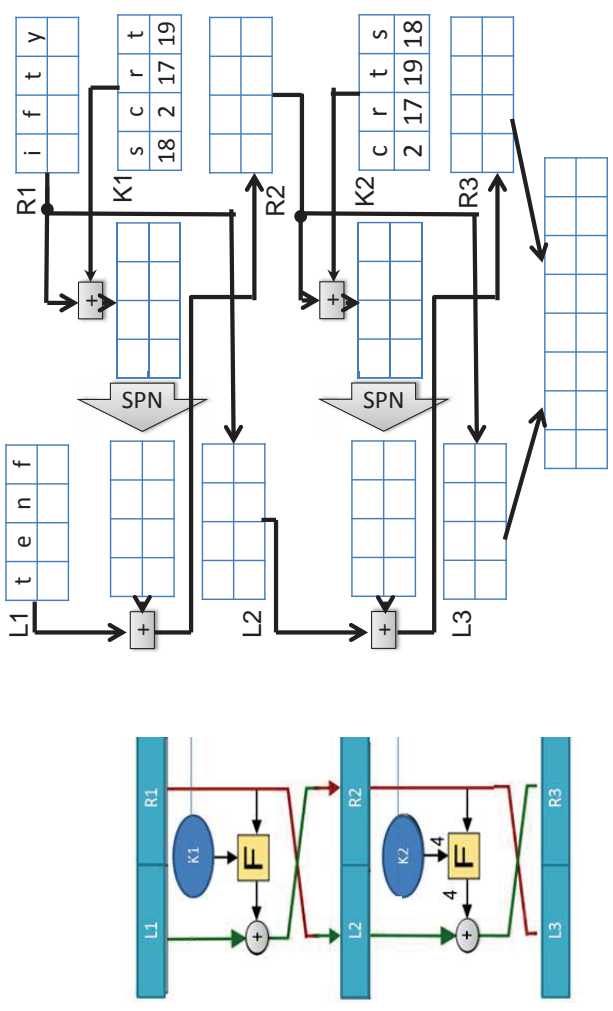 L1 R1
K1
F
+
L2 R2
K2
4
4
F
+
L3 R3
L1
t e n f
R1
i f t y
K1
s c r t
18 2 17 19
+
SPN
+
L2
R2
K2
c r t s
2 17 19 18
+
SPN
+
L3
R3